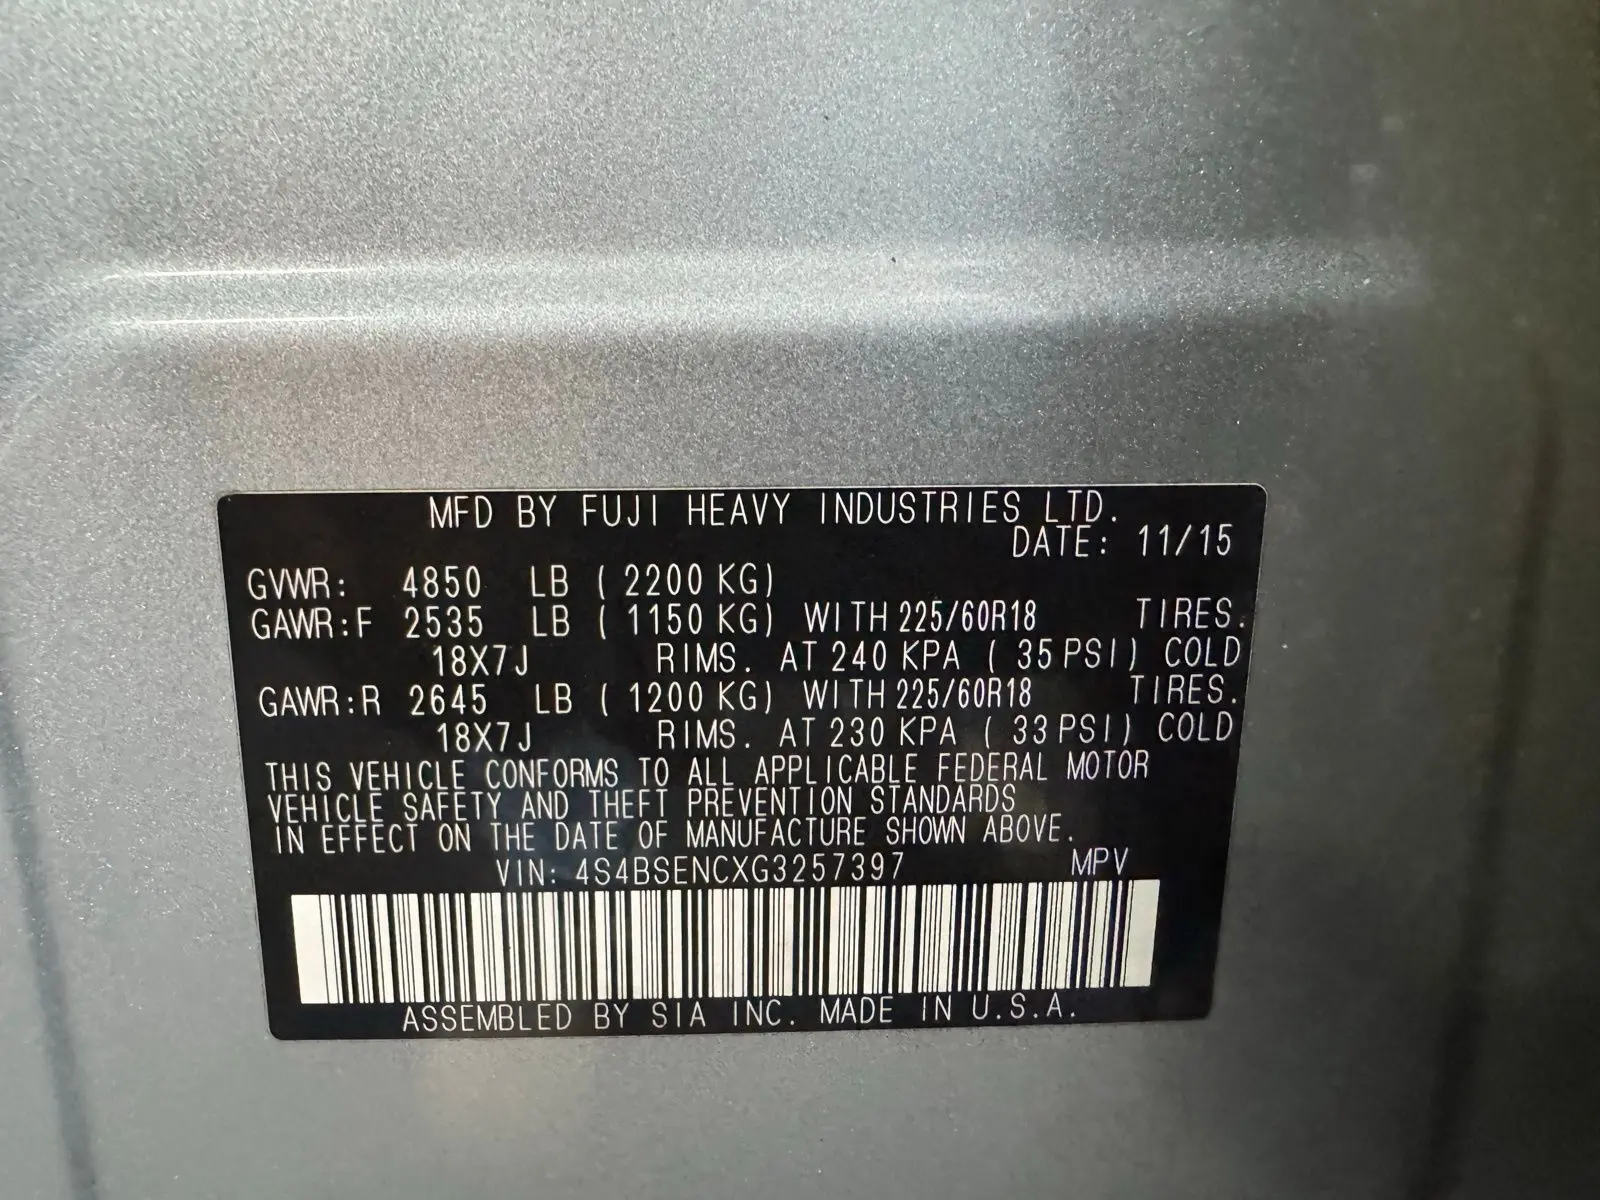 MFD BY FUJI HEAVY INDUSTRIES LTD.
DATE: 11/15
GVWR: 4850 LB ( 2200 KG)
GAWR:F 2535 LB ( 1150 KG) WITH 225/60R18 TIRES.
18X7J RIMS. AT 240 KPA ( 35 PSI) COLD
GAWR:R 2645 LB ( 1200 KG) WITH 225/60R18 TIRES.
18X7J RIMS. AT 230 KPA ( 33 PSI) COLD
THIS VEHICLE CONFORMS TO ALL APPLICABLE FEDERAL MOTOR
VEHICLE SAFETY AND THEFT PREVENTION STANDARDS
IN EFFECT ON THE DATE OF MANUFACTURE SHOWN ABOVE.
VIN: 4S4BSENCXG3257397 MPV
ASSEMBLED BY SIA INC. MADE IN U.S.A.